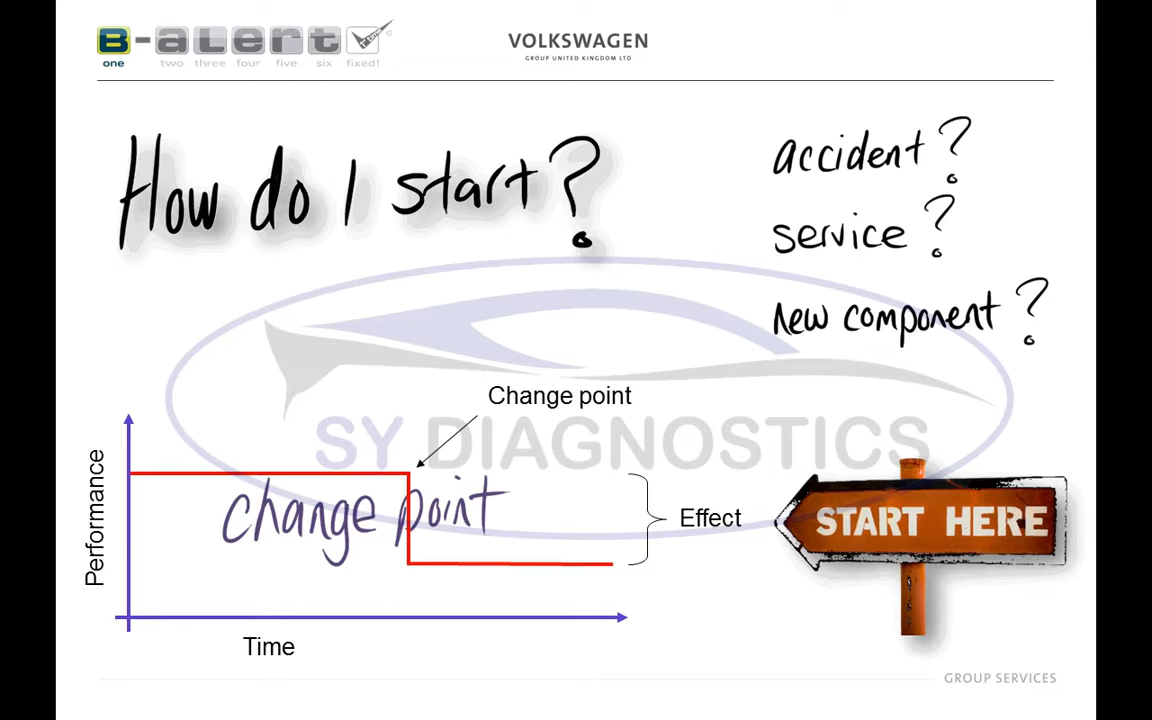 B-alert
r-time
©
one two three four five six fixed!
VOLKSWAGEN
GROUP UNITED KINGDOM LTD
How do I start?
accident?
service?
new component?
SY DIAGNOSTICS
Change point
Performance
change point
Effect
Time
START HERE
GROUP SERVICES